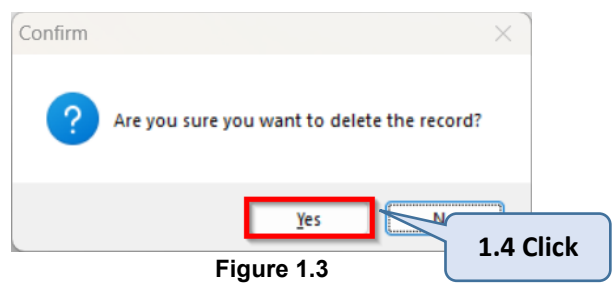 Confirm
Are you sure you want to delete the record?
Yes
1.4 Click
Figure 1.3